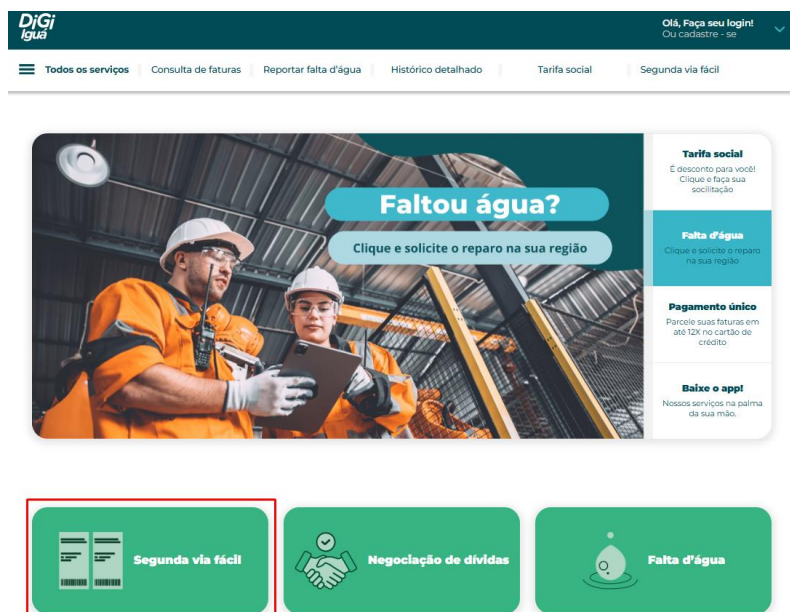 DiGi
Iguá
Olá, Faça seu login!
Ou cadastre - se
Todos os serviços
Consulta de faturas
Reportar falta d'água
Histórico detalhado
Tarifa social
Segunda via fácil
Faltou água?
Clique e solicite o reparo na sua região
Tarifa social
É desconto para você!
Clique e faça sua
socilitação
Falta d'água
Clique e solicite o reparo
na sua região
Pagamento único
Parcele suas faturas em
até 12X no cartão de
crédito
Baixe o app!
Nossos serviços na palma
da sua mão.
Segunda via fácil
Negociação de dívidas
Falta d'água